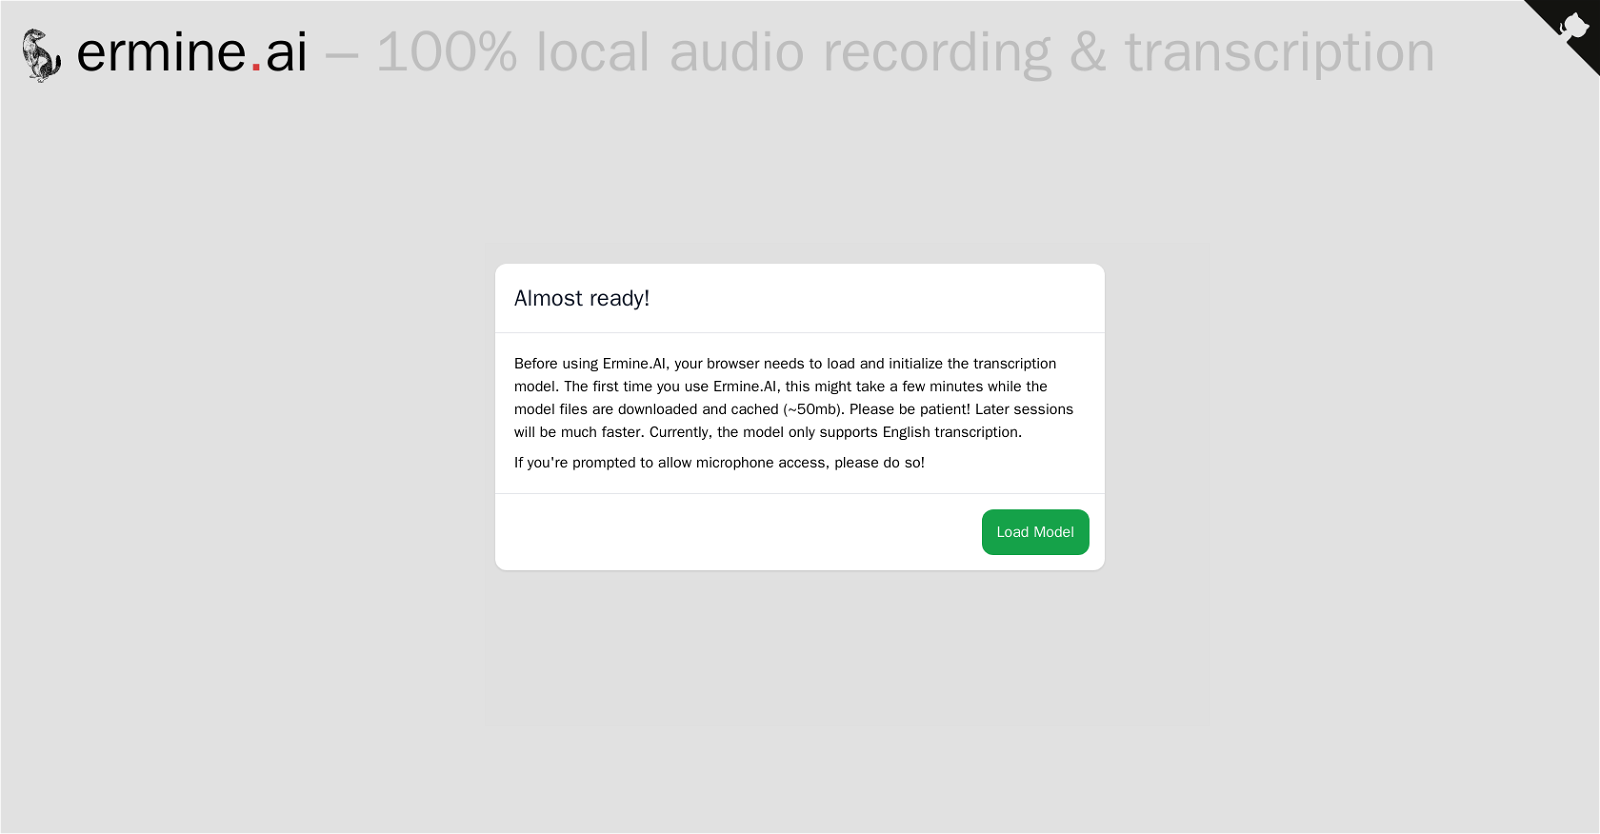 ermine.ai – 100% local audio recording & transcription
Almost ready!
Before using Ermine.AI, your browser needs to load and initialize the transcription
model. The first time you use Ermine.AI, this might take a few minutes while the
model files are downloaded and cached (~50mb). Please be patient! Later sessions
will be much faster. Currently, the model only supports English transcription.
If you're prompted to allow microphone access, please do so!
Load Model